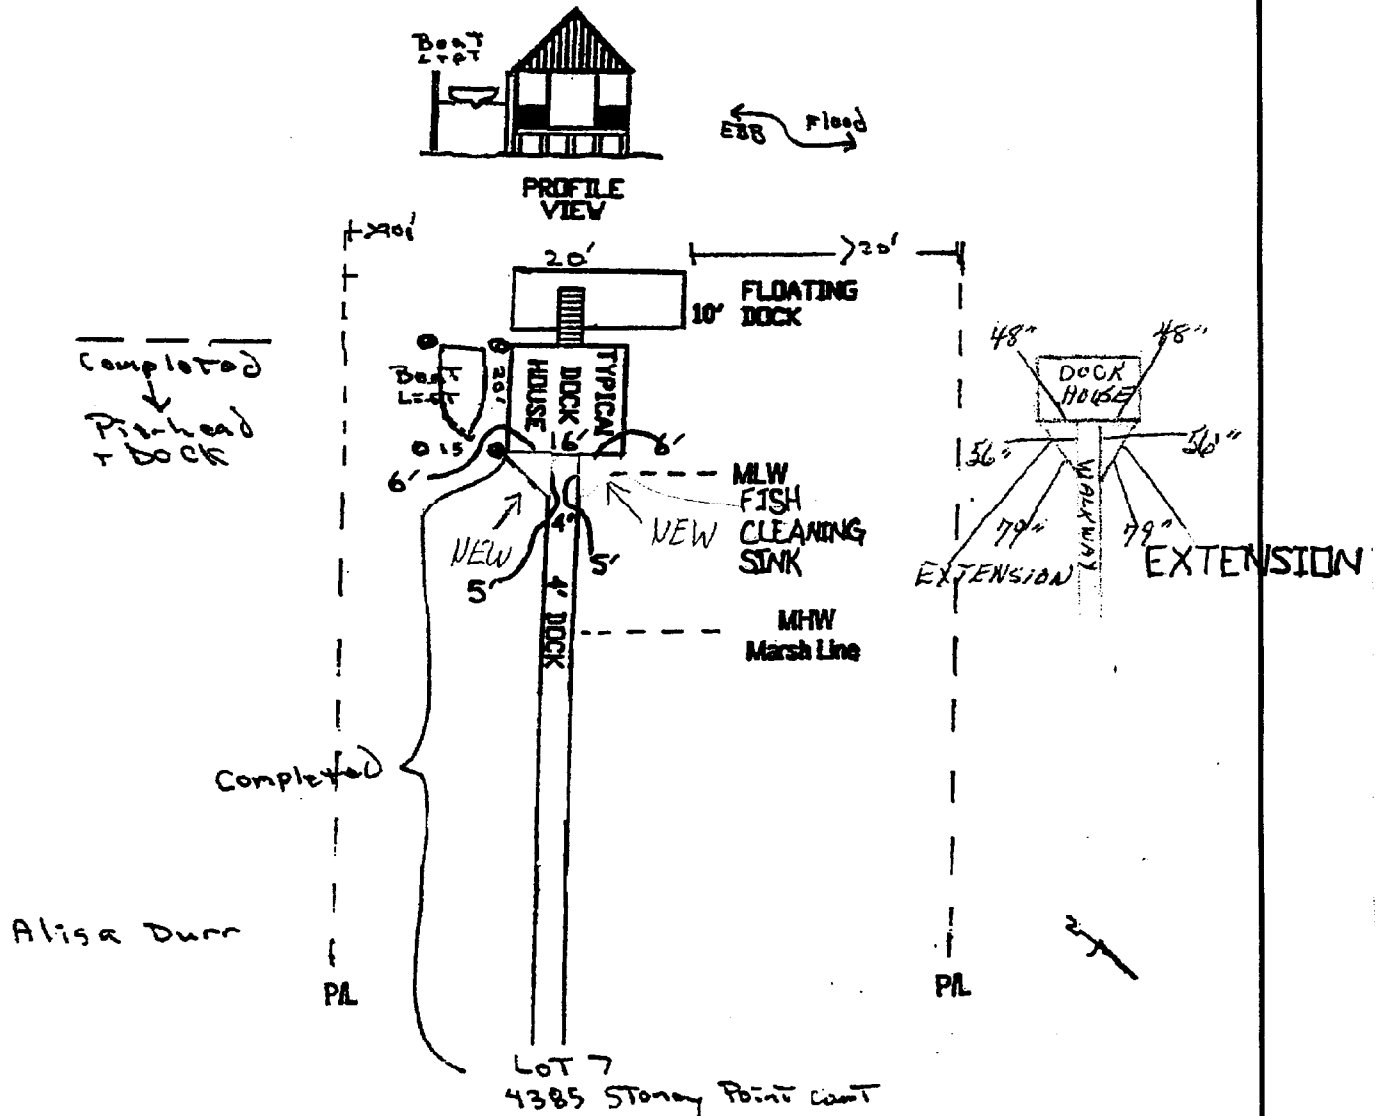 Boat
Lift
EBB
Flood
PROFILE
VIEW
>20'
20'
FLOATING
DOCK
10'
Completed
Pierhead
+ DOCK
Boat
Lift
20'
15
TYPICAL
DOCK
HOUSE
16'
6'
6'
MLW
FISH
CLEANING
SINK
NEW
NEW
4'
5'
5'
4' DOCK
MHW
Marsh Line
48"
48"
DOCK
HOUSE
56"
56"
79"
79"
WALKWAY
EXTENSION
EXTENSION
Completed
Alisa Durr
P/L
P/L
LOT 7
4385 Stoney Point Court